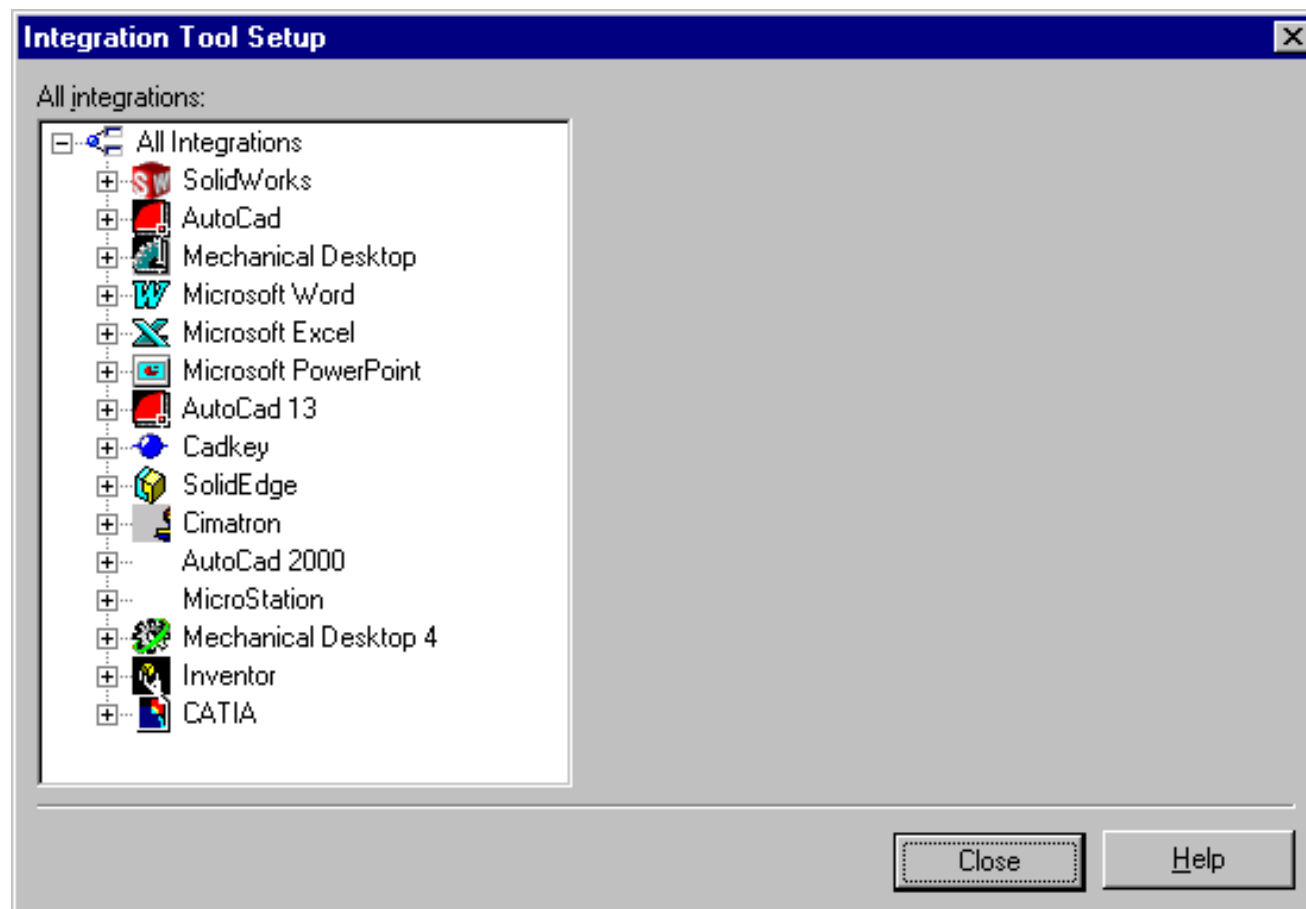 Integration Tool Setup
All integrations:
All Integrations
SolidWorks
AutoCad
Mechanical Desktop
Microsoft Word
Microsoft Excel
Microsoft PowerPoint
AutoCad 13
Cadkey
SolidEdge
Cimatron
AutoCad 2000
MicroStation
Mechanical Desktop 4
Inventor
CATIA
Close Help